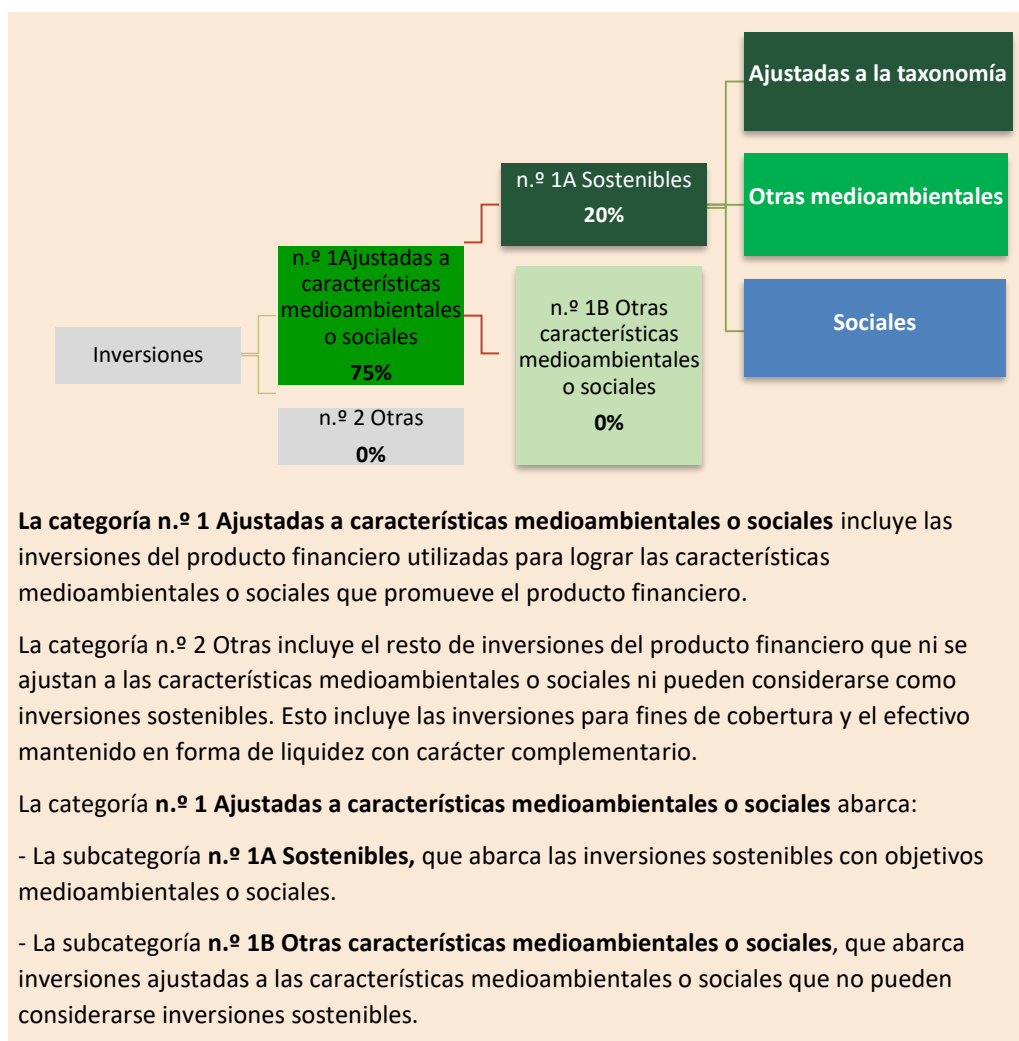 Ajustadas a la taxonomía
n.º 1A Sostenibles
20%
Otras medioambientales
n.º 1Ajustadas a
características
medioambientales
o sociales
75%
n.º 1B Otras
características
medioambientales
o sociales
0%
Sociales
Inversiones
n.º 2 Otras
0%
La categoría n.º 1 Ajustadas a características medioambientales o sociales incluye las
inversiones del producto financiero utilizadas para lograr las características
medioambientales o sociales que promueve el producto financiero.
La categoría n.º 2 Otras incluye el resto de inversiones del producto financiero que ni se
ajustan a las características medioambientales o sociales ni pueden considerarse como
inversiones sostenibles. Esto incluye las inversiones para fines de cobertura y el efectivo
mantenido en forma de liquidez con carácter complementario.
La categoría n.º 1 Ajustadas a características medioambientales o sociales abarca:
- La subcategoría n.º 1A Sostenibles, que abarca las inversiones sostenibles con objetivos
medioambientales o sociales.
- La subcategoría n.º 1B Otras características medioambientales o sociales, que abarca
inversiones ajustadas a las características medioambientales o sociales que no pueden
considerarse inversiones sostenibles.